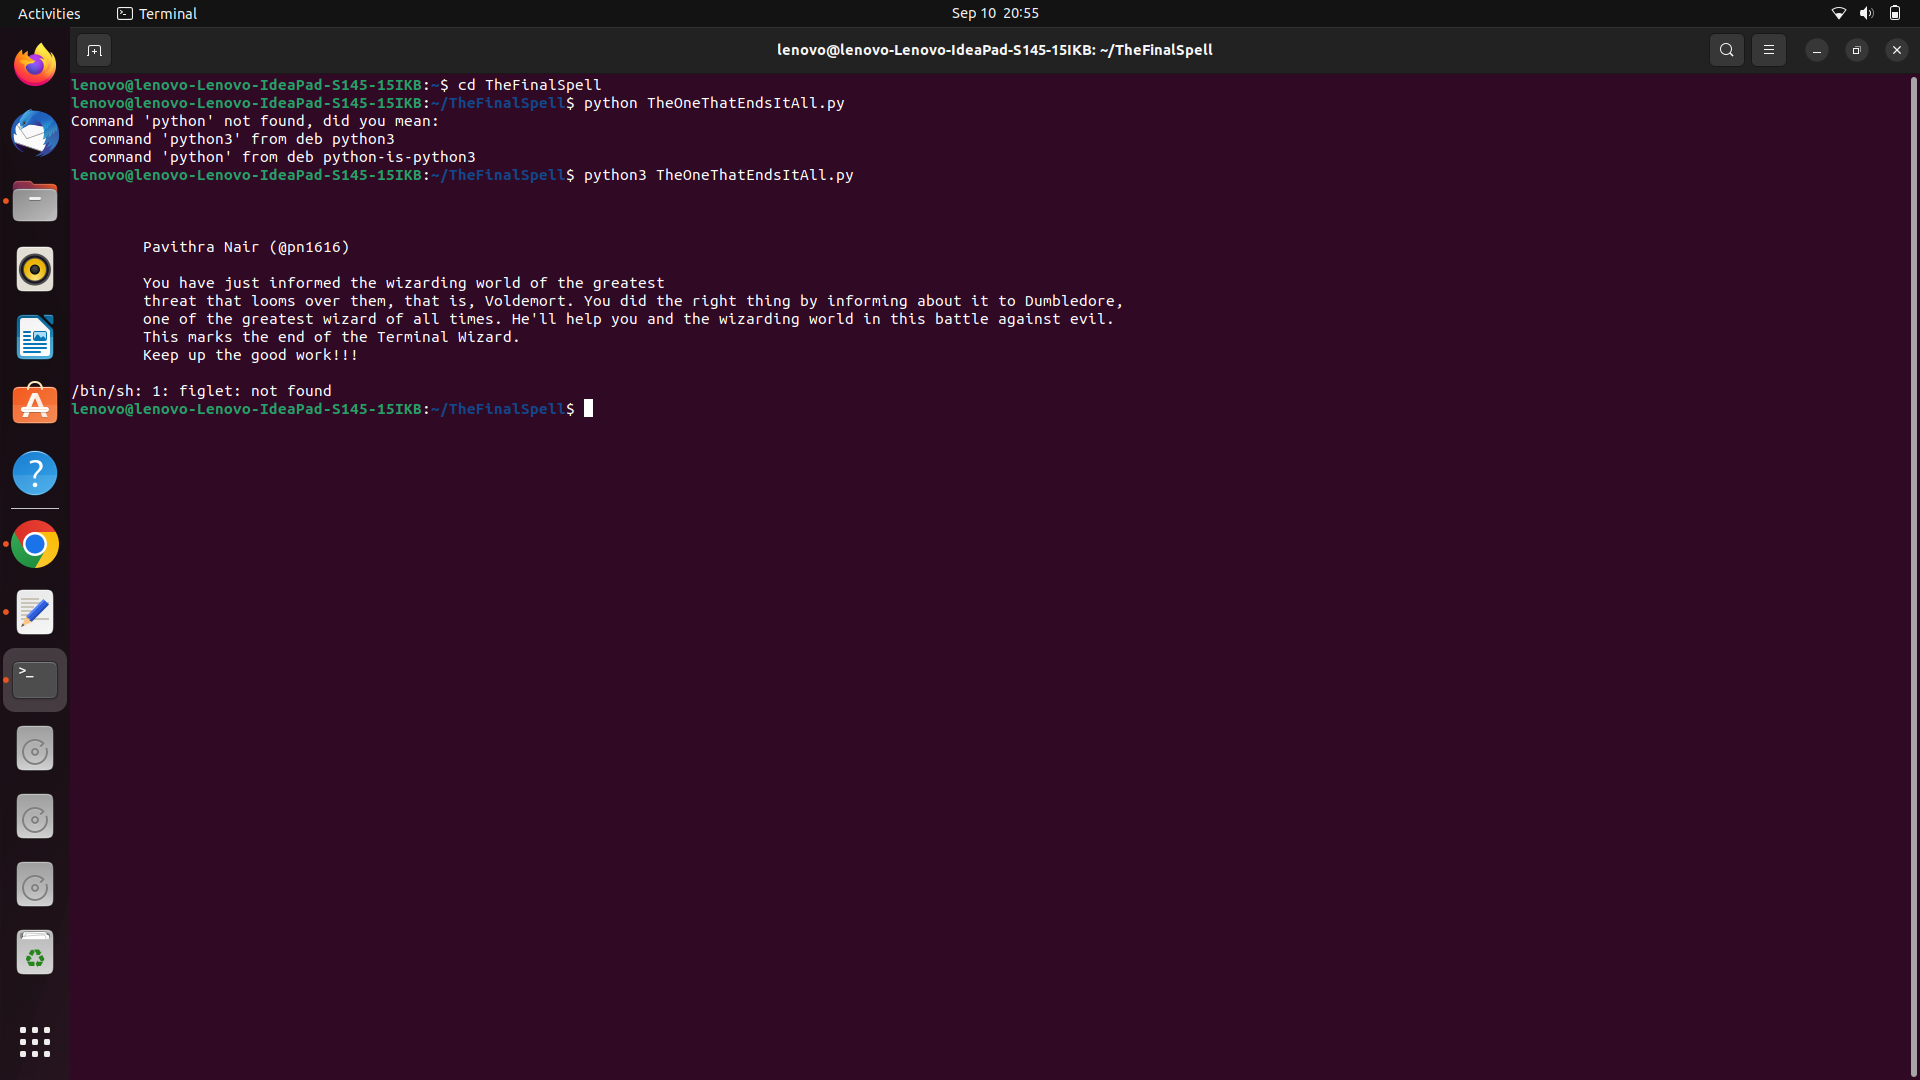 Activities
Terminal
Sep 10 20:55
lenovo@lenovo-Lenovo-IdeaPad-S145-15IKB: ~/TheFinalSpell
lenovo@lenovo-Lenovo-IdeaPad-S145-15IKB:~$ cd TheFinalSpell
lenovo@lenovo-Lenovo-IdeaPad-S145-15IKB:~/TheFinalSpell$ python TheOneThatEndsItAll.py
Command 'python' not found, did you mean:
  command 'python3' from deb python3
  command 'python' from deb python-is-python3
lenovo@lenovo-Lenovo-IdeaPad-S145-15IKB:~/TheFinalSpell$ python3 TheOneThatEndsItAll.py
Pavithra Nair (@pn1616)
You have just informed the wizarding world of the greatest
threat that looms over them, that is, Voldemort. You did the right thing by informing about it to Dumbledore,
one of the greatest wizard of all times. He'll help you and the wizarding world in this battle against evil.
This marks the end of the Terminal Wizard.
Keep up the good work!!!
/bin/sh: 1: figlet: not found
lenovo@lenovo-Lenovo-IdeaPad-S145-15IKB:~/TheFinalSpell$